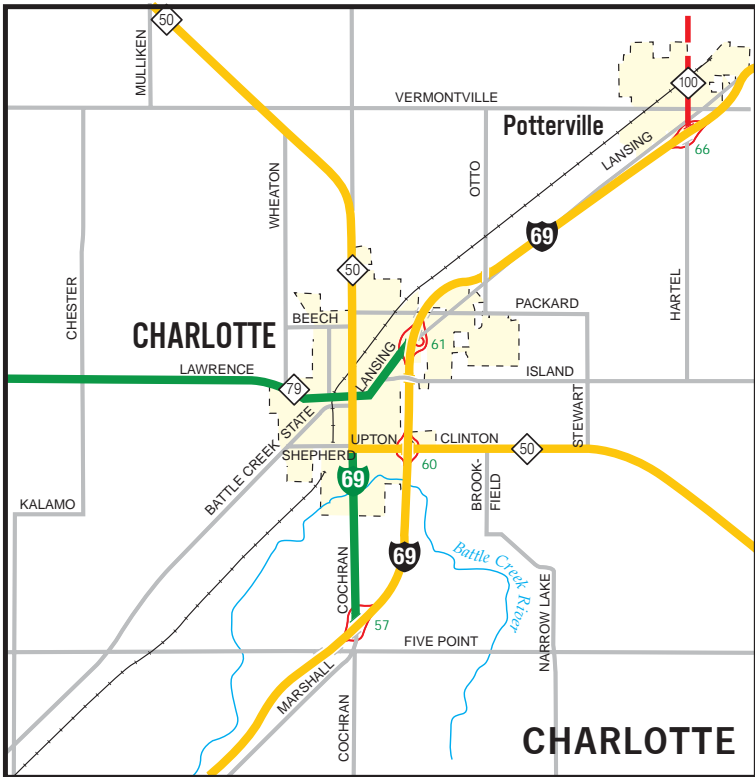 50
MULLIKEN
100
VERMONTVILLE
Potterville
LANSING
66
OTTO
WHEATON
69
CHESTER
50
HARTEL
PACKARD
BEECH
CHARLOTTE
61
LANSING
LAWRENCE
ISLAND
79
STEWART
BATTLE CREEK STATE
UPTON
CLINTON
50
SHEPHERD
60
69
BROOK-
FIELD
KALAMO
69
Battle Creek
River
COCHRAN
57
FIVE POINT
NARROW LAKE
MARSHALL
COCHRAN
CHARLOTTE